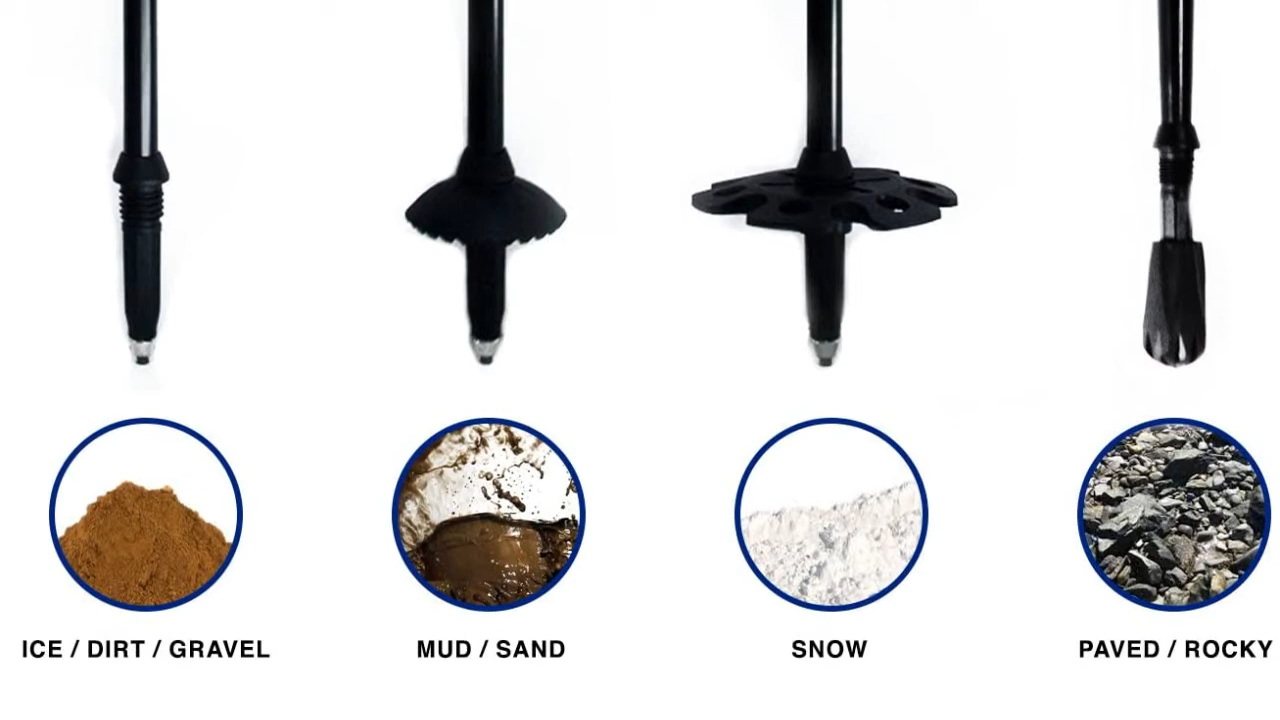 ICE / DIRT / GRAVEL
MUD / SAND
SNOW
PAVED / ROCKY